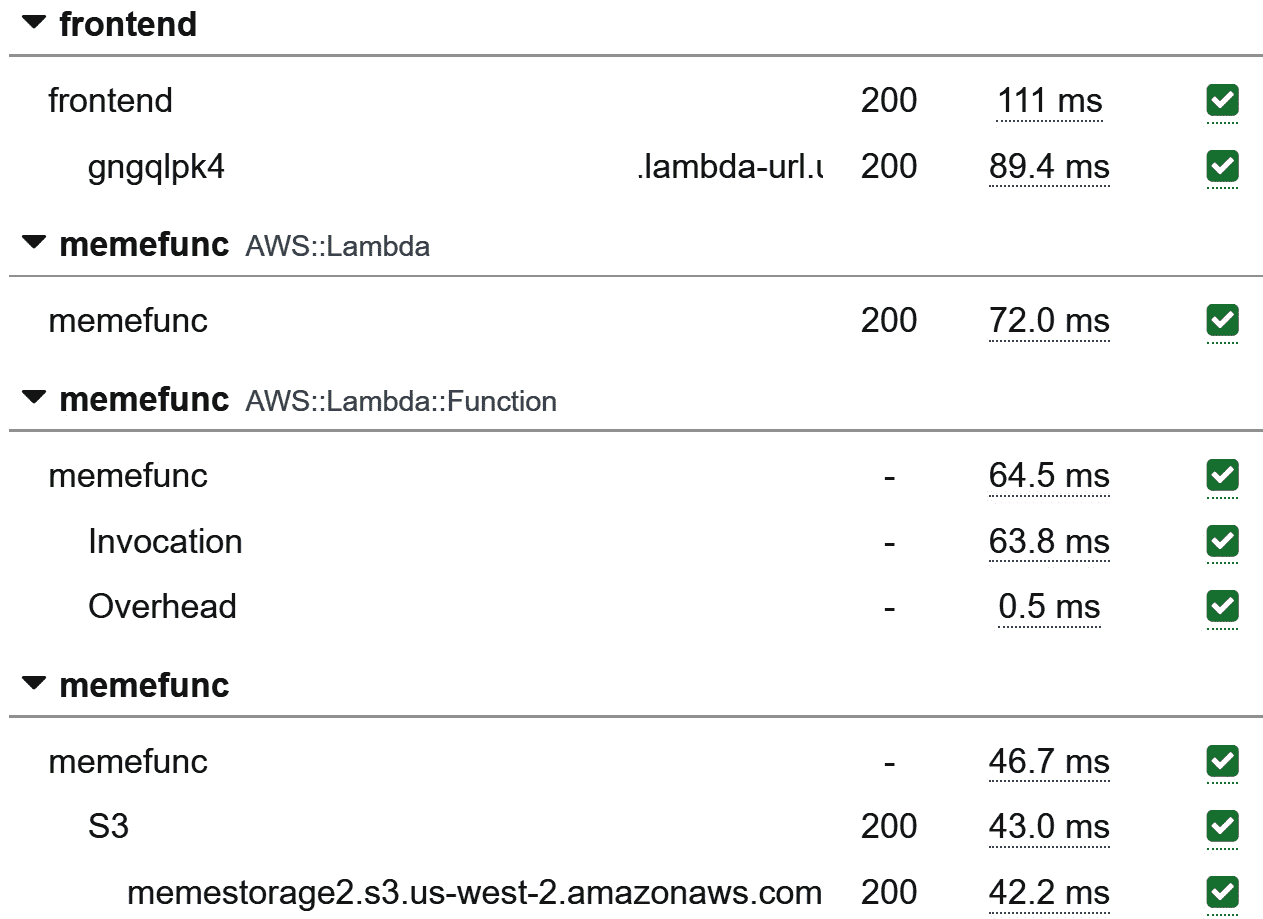 frontend
frontend 200 111 ms
gngqlpk4 .lambda-url.u 200 89.4 ms
memefunc AWS::Lambda
memefunc 200 72.0 ms
memefunc AWS::Lambda::Function
memefunc - 64.5 ms
Invocation - 63.8 ms
Overhead - 0.5 ms
memefunc
memefunc - 46.7 ms
S3 200 43.0 ms
memestorage2.s3.us-west-2.amazonaws.com 200 42.2 ms